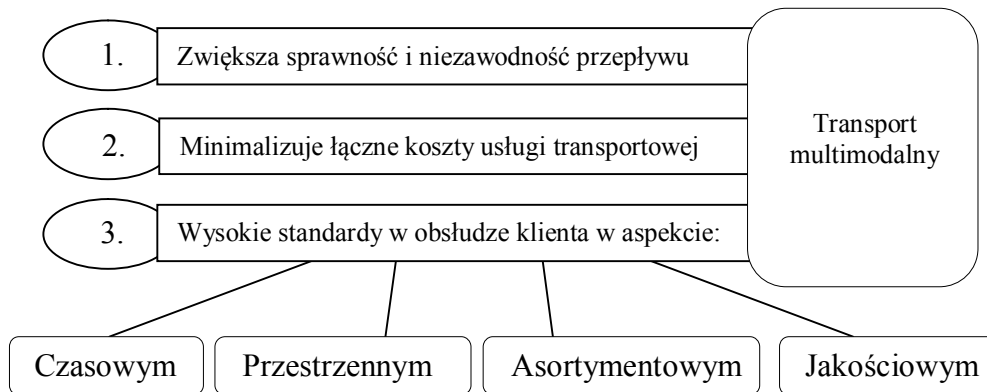 1.
Zwiększa sprawność i niezawodność przepływu
2.
Minimalizuje łączne koszty usługi transportowej
3.
Wysokie standardy w obsłudze klienta w aspekcie:
Transport
multimodalny
Czasowym
Przestrzennym
Asortymentowym
Jakościowym